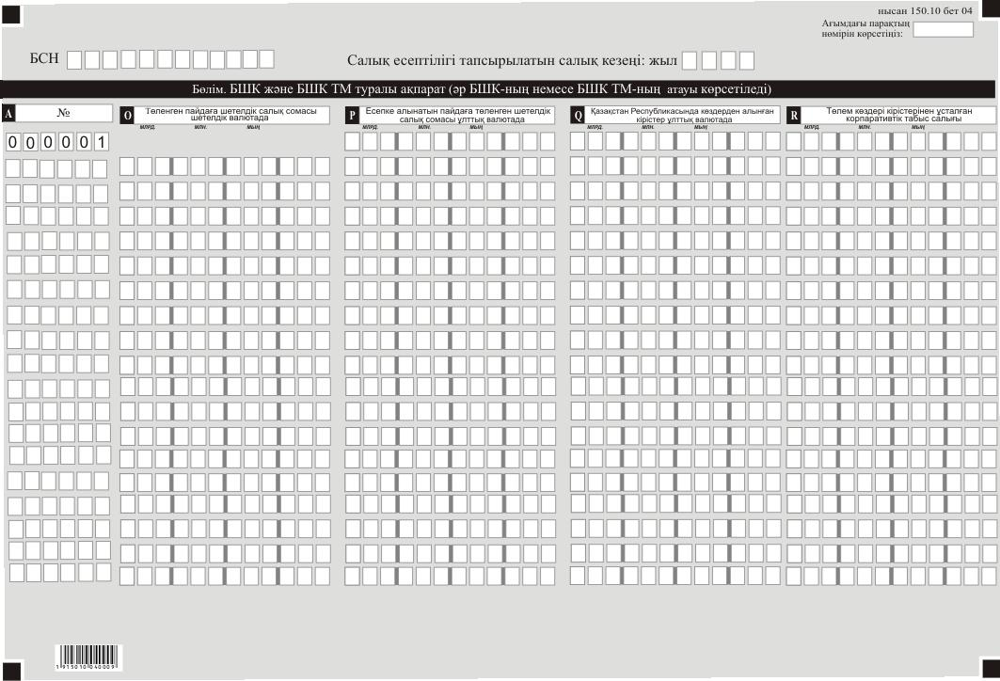 нысан 150.10 бет 04
Ағымдағы парақтың
нөмірін көрсетіңіз:
БСН
Салық есептілігі тапсырылатын салық кезеңі: жыл
Бөлім. БШК және БШК ТМ туралы ақпарат (әр БШК-ның немесе БШК ТМ-ның атауы көрсетіледі)
A №
O Төленген пайдаға шетелдік салық сомасы
шетелдік валютада
P Есепке алынатын пайдаға төленген шетелдік
салық сомасы ұлттық валютада
Q Қазақстан Республикасында көздерден алынған
кірістер ұлттық валютада
R Төлем көздері кірістерінен ұсталған
корпаративтік табыс салығы
МЛРД. МЛН. МЫҢ МЛРД. МЛН. МЫҢ МЛРД. МЛН. МЫҢ МЛРД. МЛН. МЫҢ
000001
1915010040009